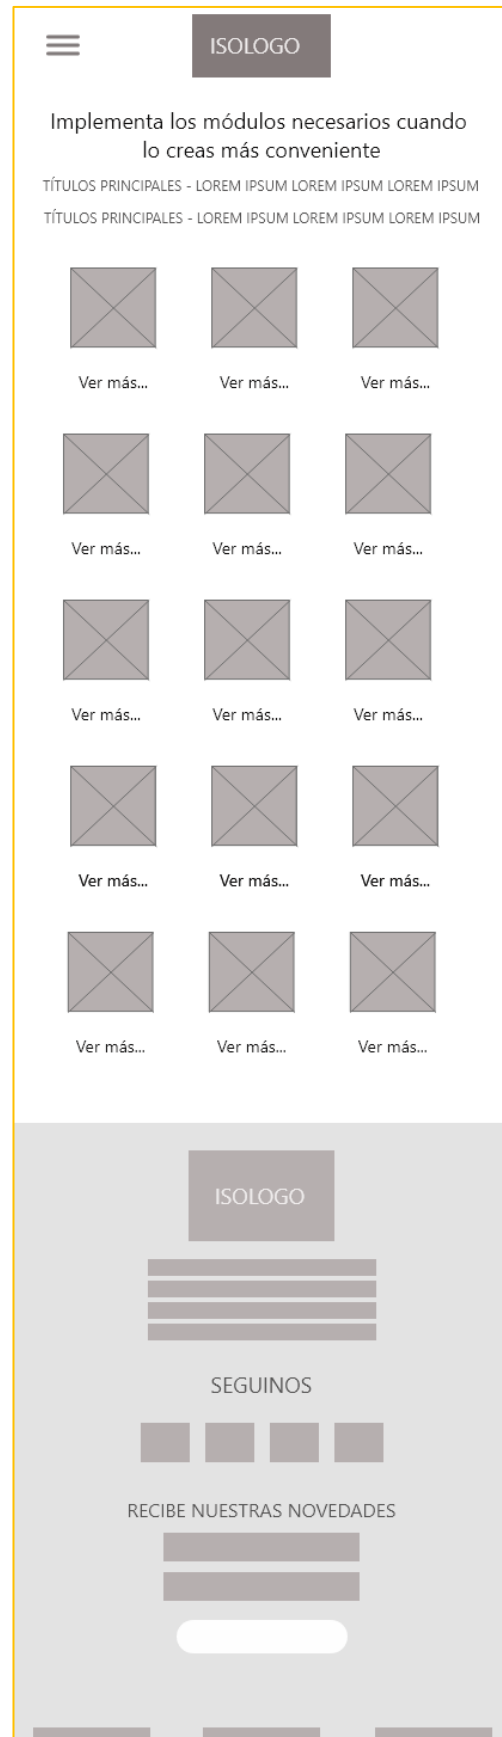 ISOLOGO
Implementa los módulos necesarios cuando
lo creas más conveniente
TÍTULOS PRINCIPALES - LOREM IPSUM LOREM IPSUM LOREM IPSUM
TÍTULOS PRINCIPALES - LOREM IPSUM LOREM IPSUM LOREM IPSUM
Ver más... Ver más... Ver más...
Ver más... Ver más... Ver más...
Ver más... Ver más... Ver más...
Ver más... Ver más... Ver más...
Ver más... Ver más... Ver más...
ISOLOGO
SEGUINOS
RECIBE NUESTRAS NOVEDADES